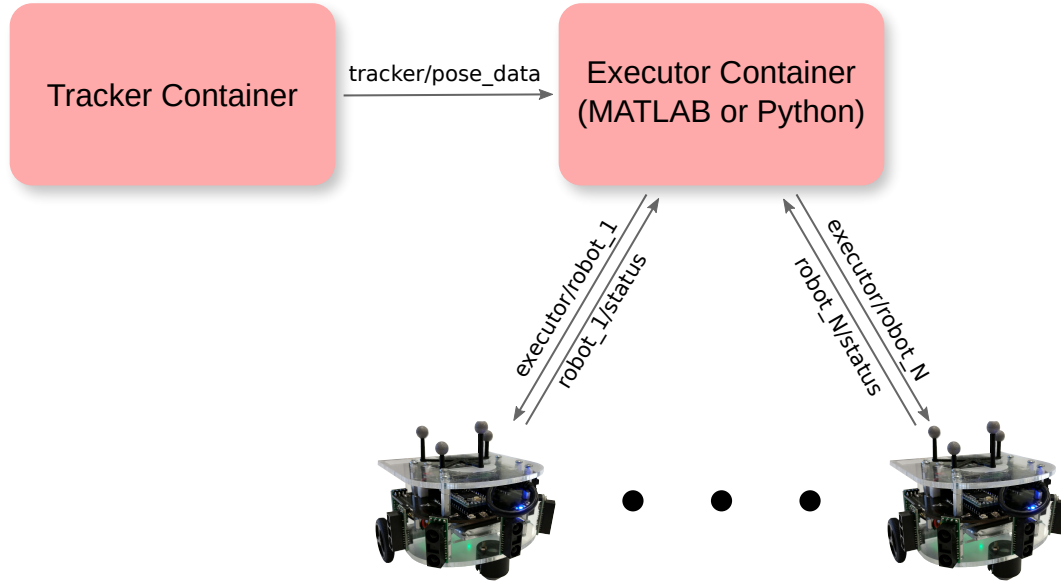 Tracker Container
tracker/pose_data
Executor Container
(MATLAB or Python)
executor/robot_1
robot_1/status
robot_N/status
executor/robot_N